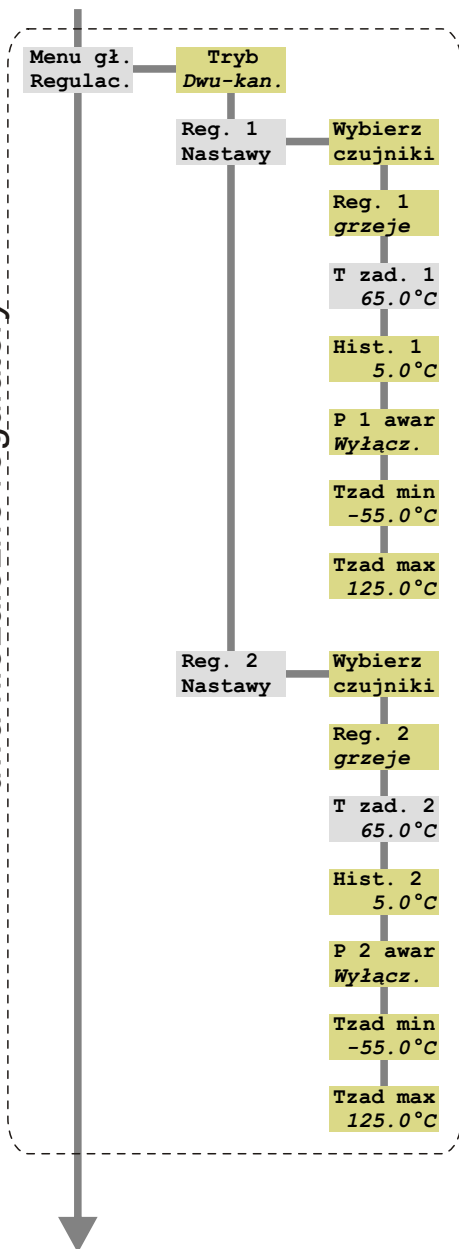 Menu gł.
Regulac.
Tryb
Dwu-kan.
Reg. 1
Nastawy
Wybierz
czujniki
Reg. 1
grzeje
T zad. 1
65.0°C
Hist. 1
5.0°C
P 1 awar
Wyłącz.
Tzad min
-55.0°C
Tzad max
125.0°C
Reg. 2
Nastawy
Wybierz
czujniki
Reg. 2
grzeje
T zad. 2
65.0°C
Hist. 2
5.0°C
P 2 awar
Wyłącz.
Tzad min
-55.0°C
Tzad max
125.0°C